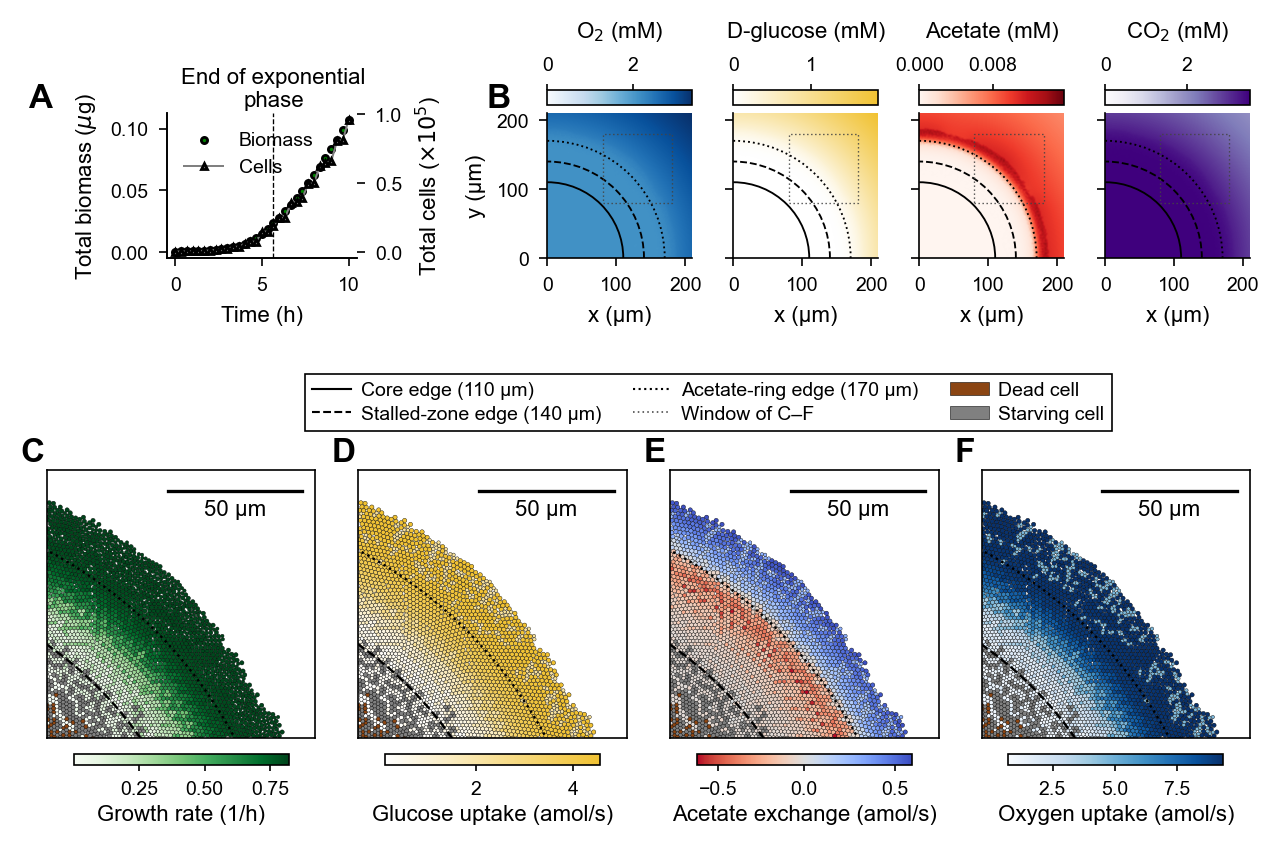 A
End of exponential
phase
Biomass
Cells
Total biomass (μg)
0.10
0.05
0.00
Total cells (×10⁵)
1.0
0.5
0.0
0
5
10
Time (h)
B
O₂ (mM)
0
2
D-glucose (mM)
0
1
Acetate (mM)
0.000
0.008
CO₂ (mM)
0
2
y (μm)
200
100
0
0
100
200
x (μm)
0
100
200
x (μm)
0
100
200
x (μm)
0
100
200
x (μm)
Core edge (110 μm)
Stalled-zone edge (140 μm)
Acetate-ring edge (170 μm)
Window of C–F
Dead cell
Starving cell
C
50 μm
0.25
0.50
0.75
Growth rate (1/h)
D
50 μm
2
4
Glucose uptake (amol/s)
E
50 μm
−0.5
0.0
0.5
Acetate exchange (amol/s)
F
50 μm
2.5
5.0
7.5
Oxygen uptake (amol/s)